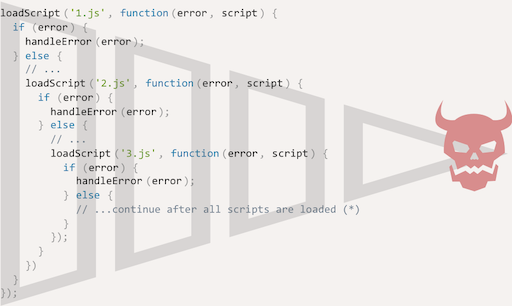 loadScript('1.js', function(error, script) {
  if (error) {
    handleError(error);
  } else {
    // ...
    loadScript('2.js', function(error, script) {
      if (error) {
        handleError(error);
      } else {
        // ...
        loadScript('3.js', function(error, script) {
          if (error) {
            handleError(error);
          } else {
            // ...continue after all scripts are loaded (*)
          }
        });
      }
    })
  }
});